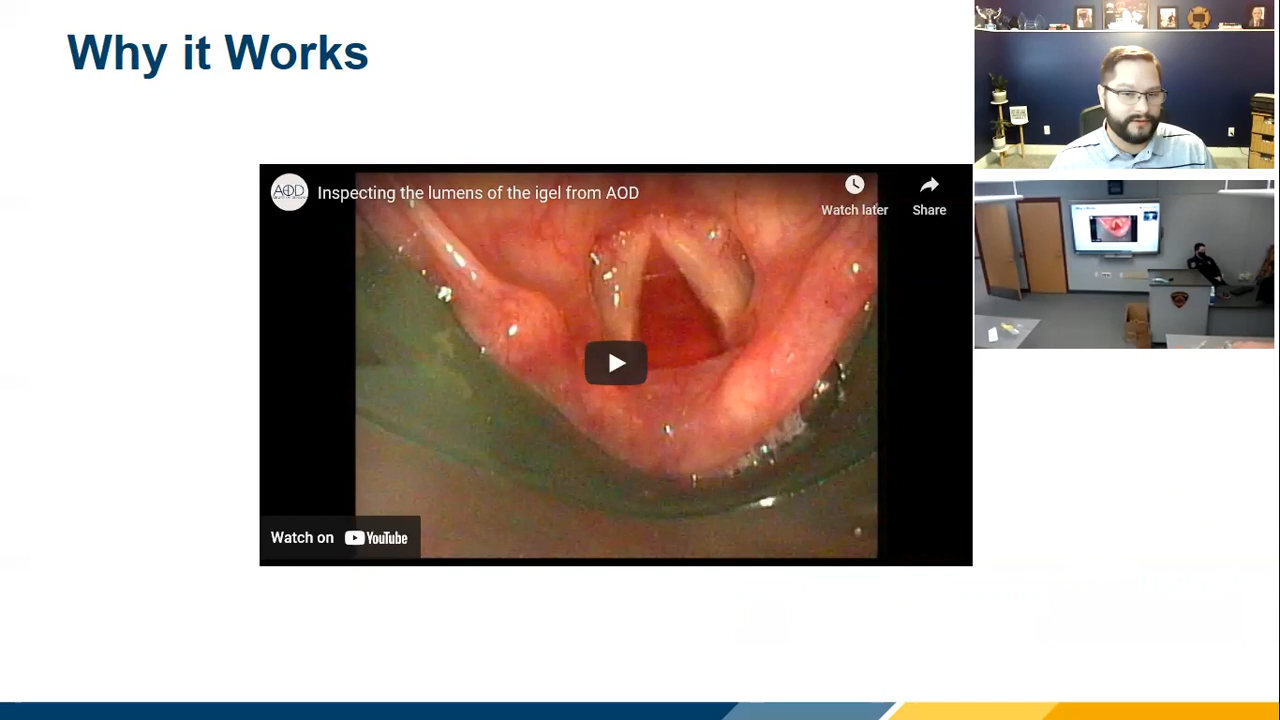 Why it Works
AOD
Inspecting the lumens of the igel from AOD
Watch later
Share
Watch on YouTube